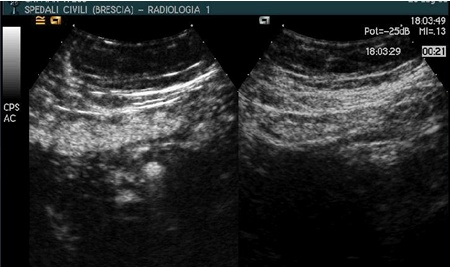 SPEDALI CIVILI (BRESCIA) – RADIOLOGIA 1
18:03:49
Pot=-25dB MI=.13
18:03:29 00:21
CPS
AC